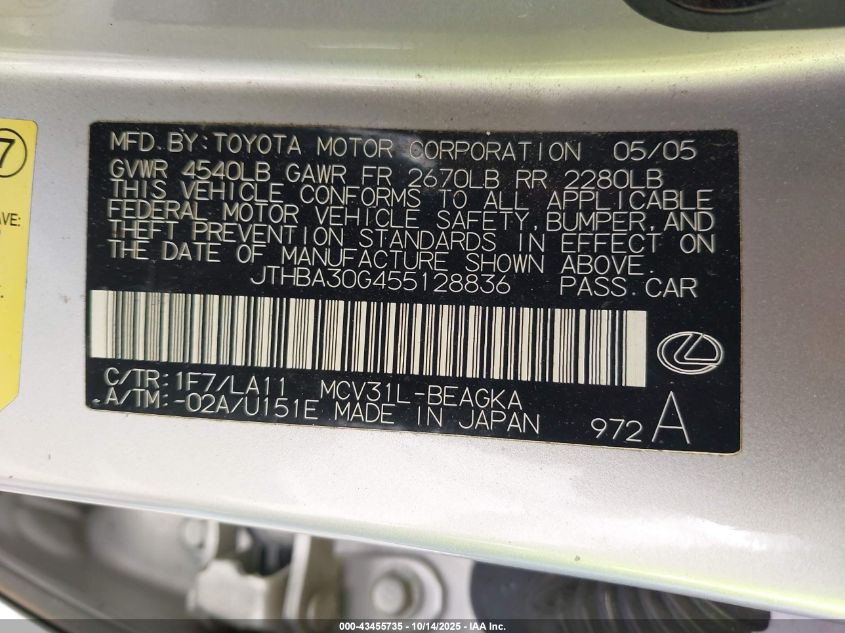 7
AVE:
MFD. BY: TOYOTA MOTOR CORPORATION 05/05
GVWR 4540LB GAWR FR 2670LB RR 2280LB
THIS VEHICLE CONFORMS TO ALL APPLICABLE
FEDERAL MOTOR VEHICLE SAFETY, BUMPER, AND
THEFT PREVENTION STANDARDS IN EFFECT ON
THE DATE OF MANUFACTURE SHOWN ABOVE.
JTHBA30G455128836 PASS. CAR
C/TR: 1F7/LA11 MCV31L-BEAGKA
A/TM: -02A/U151E MADE IN JAPAN
972 A
000-43455735 - 10/14/2025 - IAA Inc.